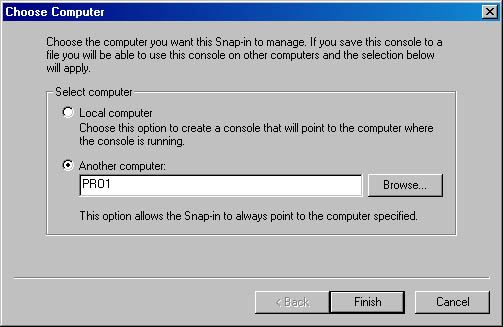 Choose Computer
Choose the computer you want this Snap-in to manage. If you save this console to a
file you will be able to use this console on other computers and the selection below
will apply.
Select computer
Local computer
Choose this option to create a console that will point to the computer where
the console is running.
Another computer:
PRO1
Browse...
This option allows the Snap-in to always point to the computer specified.
< Back
Finish
Cancel